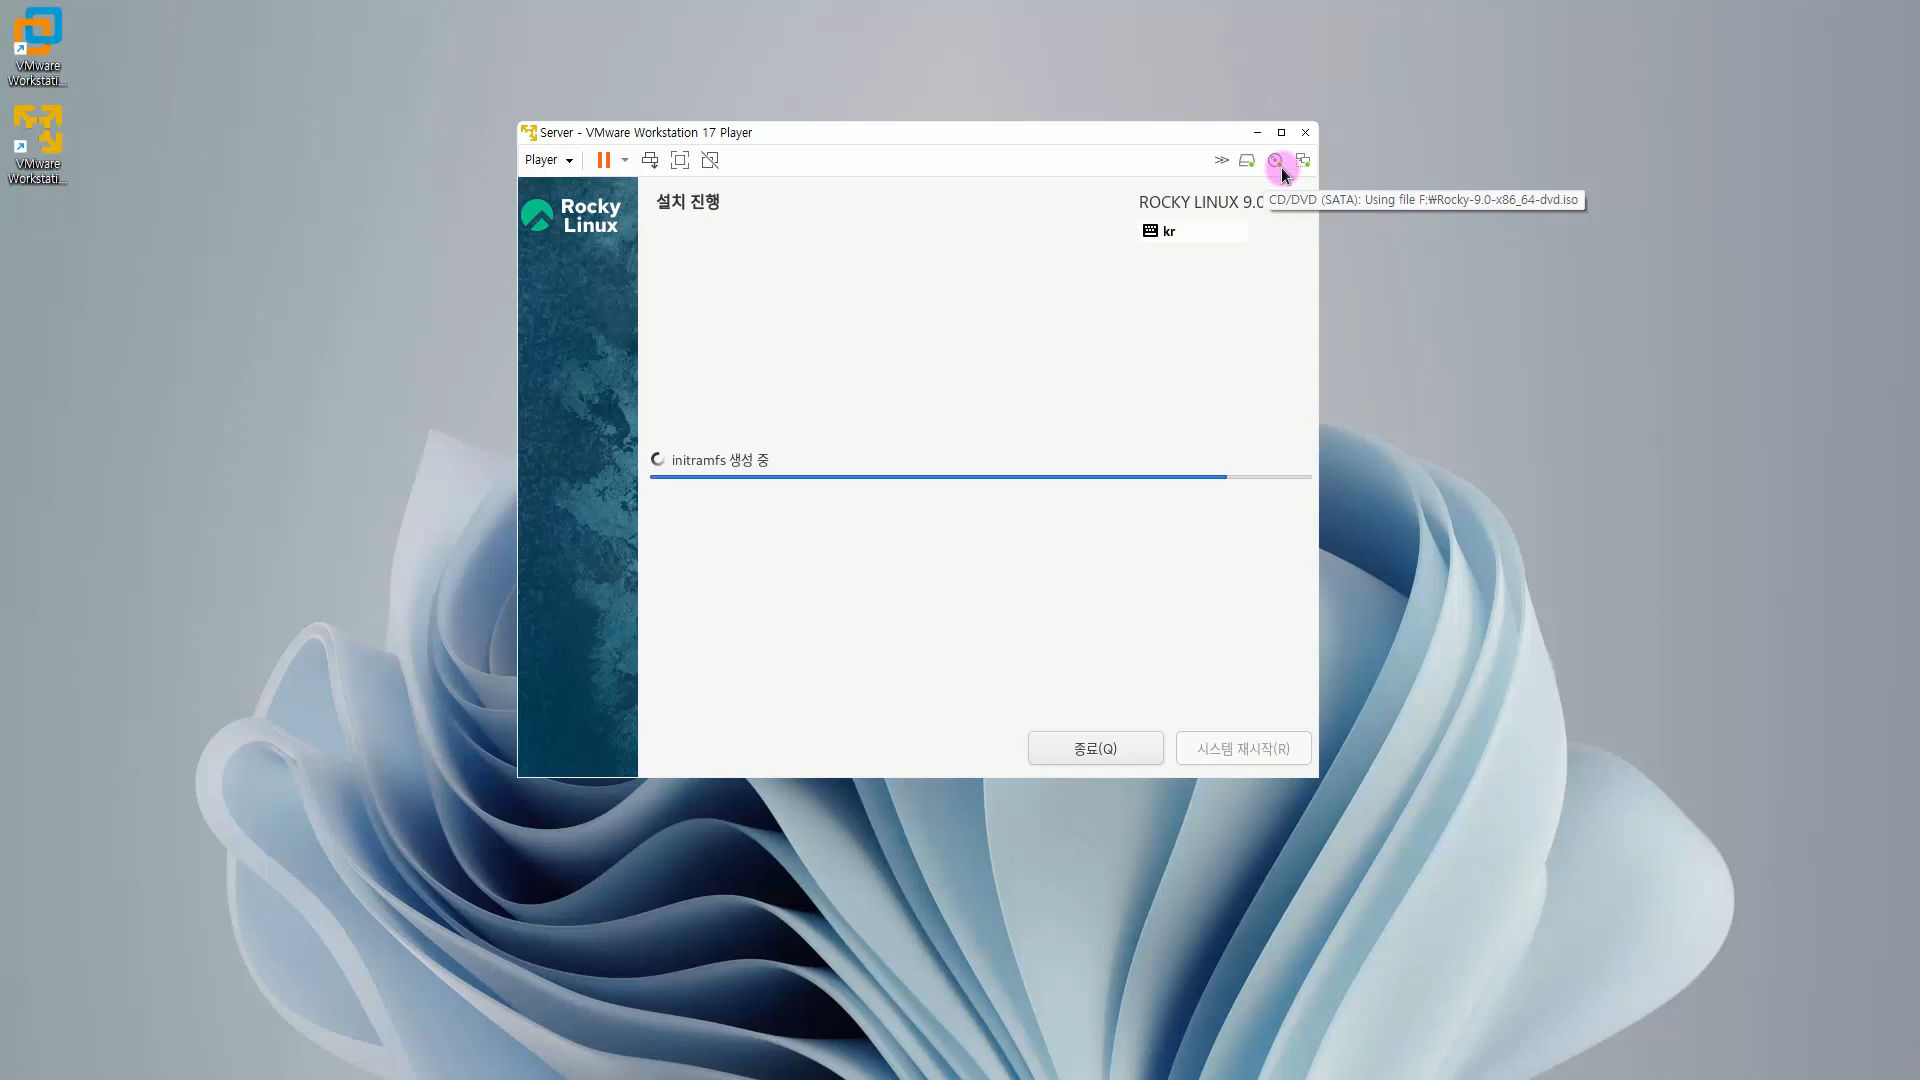 VMware
Workstati...
VMware
Workstati...
Server - VMware Workstation 17 Player
Player
Rocky
Linux
설치 진행
ROCKY LINUX 9.0
CD/DVD (SATA): Using file F:₩Rocky-9.0-x86_64-dvd.iso
kr
initramfs 생성 중
종료(Q)
시스템 재시작(R)